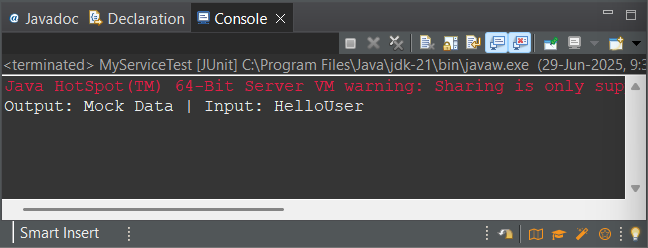 @ Javadoc Declaration Console
<terminated> MyServiceTest [JUnit] C:\Program Files\Java\jdk-21\bin\javaw.exe (29-Jun-2025, 9:3
Java HotSpot(TM) 64-Bit Server VM warning: Sharing is only sup
Output: Mock Data | Input: HelloUser
Smart Insert